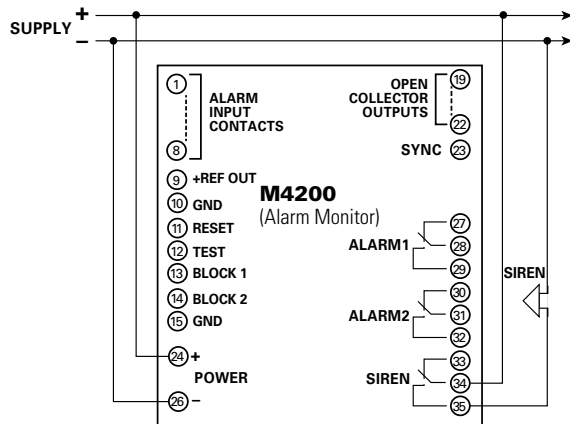 SUPPLY + −
1 ALARM INPUT CONTACTS
8
9 +REF OUT
10 GND
11 RESET
12 TEST
13 BLOCK 1
14 BLOCK 2
15 GND
24 +
POWER
26 −
M4200
(Alarm Monitor)
OPEN COLLECTOR OUTPUTS 19
22
SYNC 23
27
ALARM1 28
29
30
ALARM2 31
32
33
SIREN 34
35
SIREN